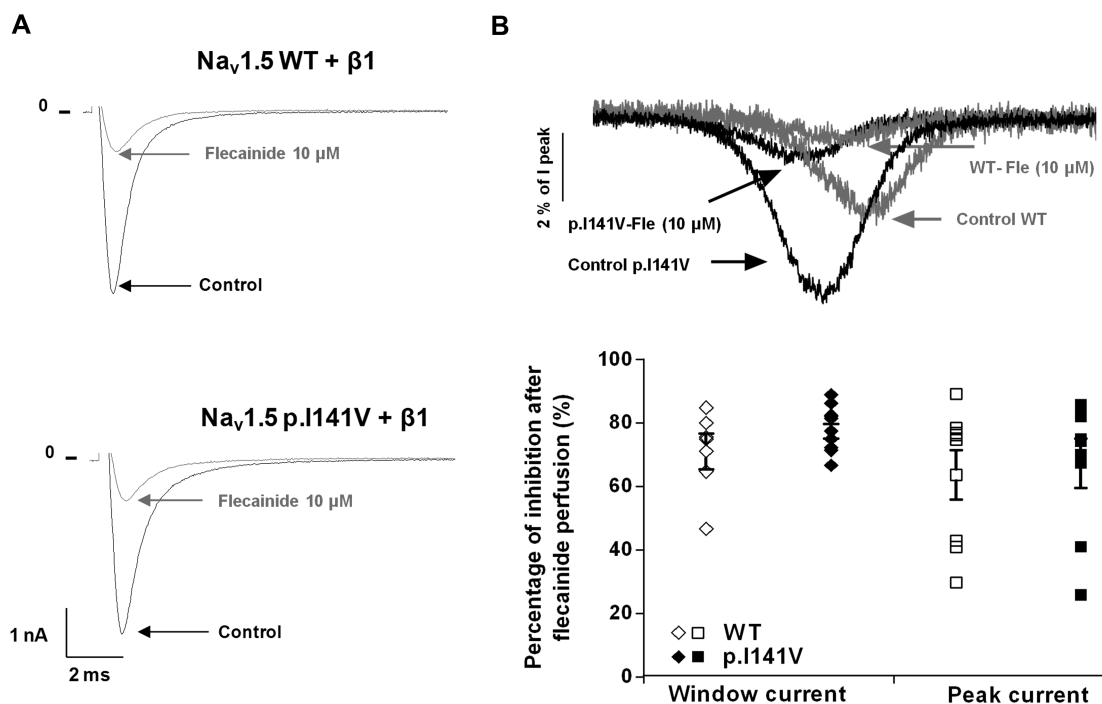 A
Nav1.5 WT + β1
0
Flecainide 10 µM
Control
Nav1.5 p.I141V + β1
0
Flecainide 10 µM
Control
1 nA
2 ms
B
2 % of I peak
WT- Fle (10 µM)
p.I141V-Fle (10 µM)
Control WT
Control p.I141V
Percentage of inhibition after
flecainide perfusion (%)
100
80
60
40
20
0
WT
p.I141V
Window current
Peak current